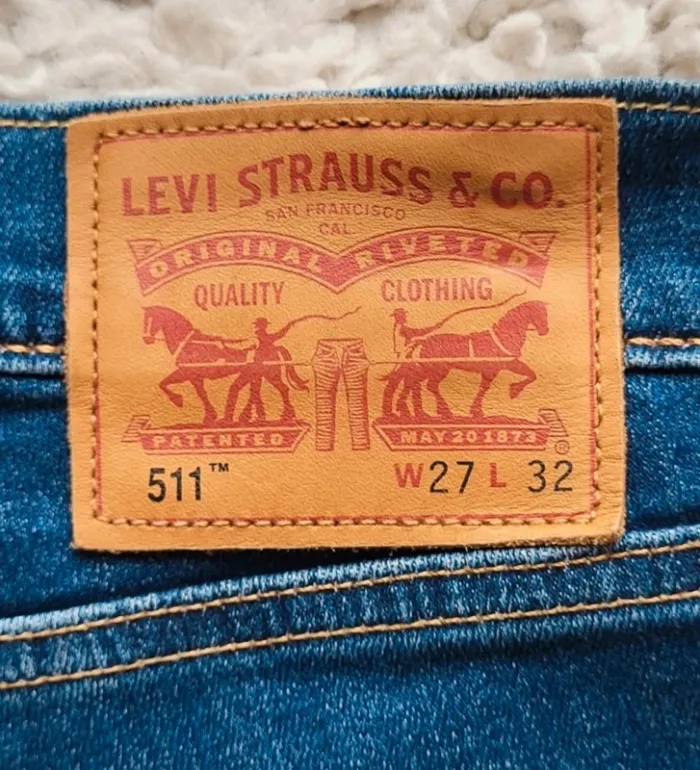 LEVI STRAUSS & CO.
SAN FRANCISCO
CAL
ORIGINAL RIVETED
QUALITY CLOTHING
PATENTED MAY 20 1873
®
511™ W27 L 32